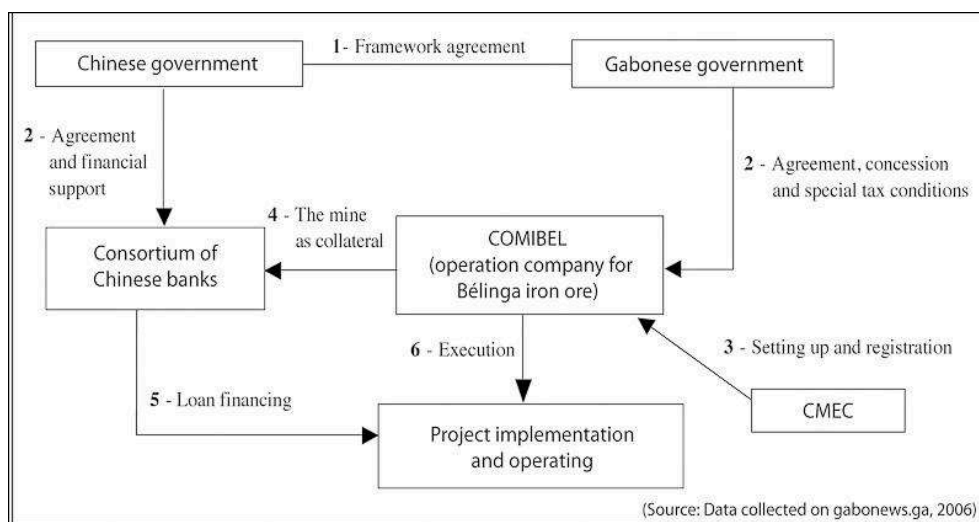 1 - Framework agreement
Chinese government
Gabonese government
2 - Agreement
and financial
support
2 - Agreement, concession
and special tax conditions
4 - The mine
as collateral
Consortium of
Chinese banks
COMIBEL
(operation company for
Bélinga iron ore)
6 - Execution
3 - Setting up and registration
5 - Loan financing
CMEC
Project implementation
and operating
(Source: Data collected on gabonews.ga, 2006)